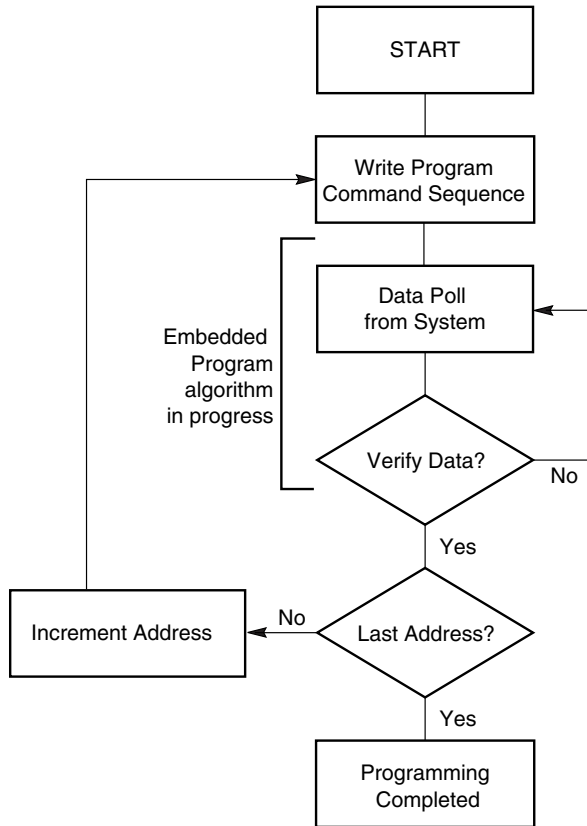 START
Write Program
Command Sequence
Data Poll
from System
Embedded
Program
algorithm
in progress
Verify Data?
No
Yes
Increment Address
No
Last Address?
Yes
Programming
Completed